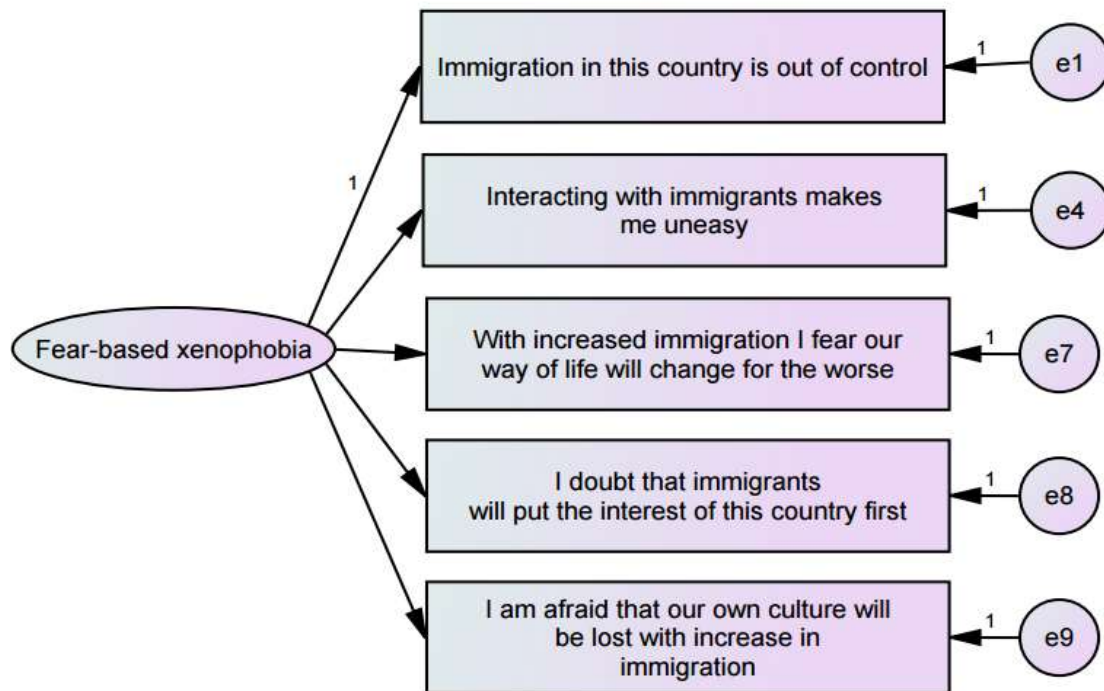 Immigration in this country is out of control
1
e1
1
Interacting with immigrants makes
me uneasy
1
e4
Fear-based xenophobia
With increased immigration I fear our
way of life will change for the worse
1
e7
I doubt that immigrants
will put the interest of this country first
1
e8
I am afraid that our own culture will
be lost with increase in
immigration
1
e9